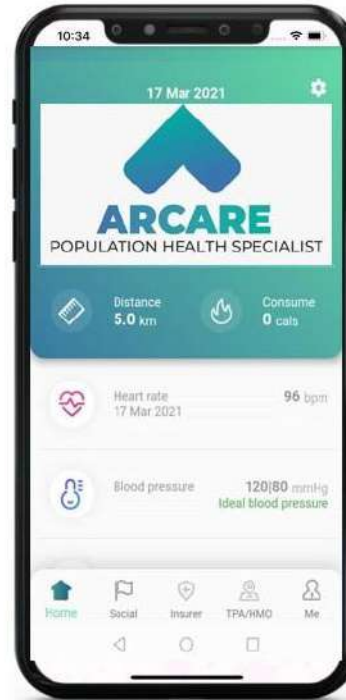 10:34
17 Mar 2021
ARCARE
POPULATION HEALTH SPECIALIST
Distance
5.0 km
Consume
0 cals
Heart rate
96 bpm
17 Mar 2021
Blood pressure
120|80 mmHg
Ideal blood pressure
Home
Social
Insurer
TPA/HMO
Me